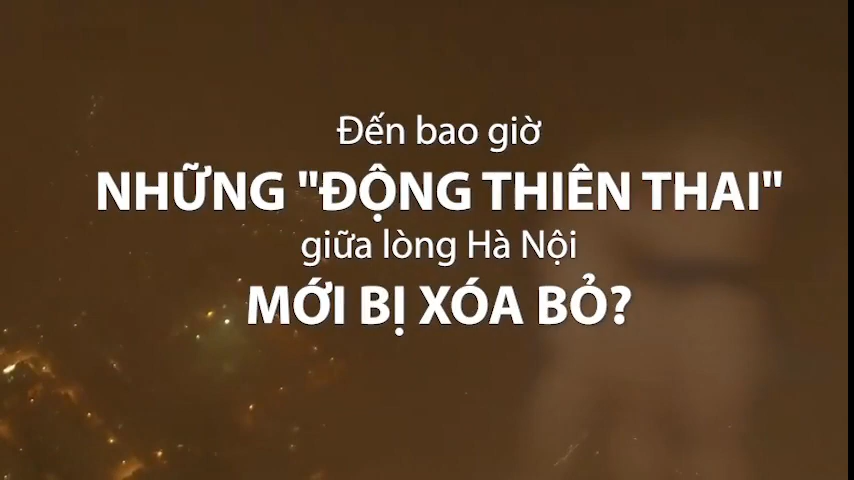 Đến bao giờ
NHỮNG "ĐỘNG THIÊN THAI"
giữa lòng Hà Nội
MỚI BỊ XÓA BỎ?